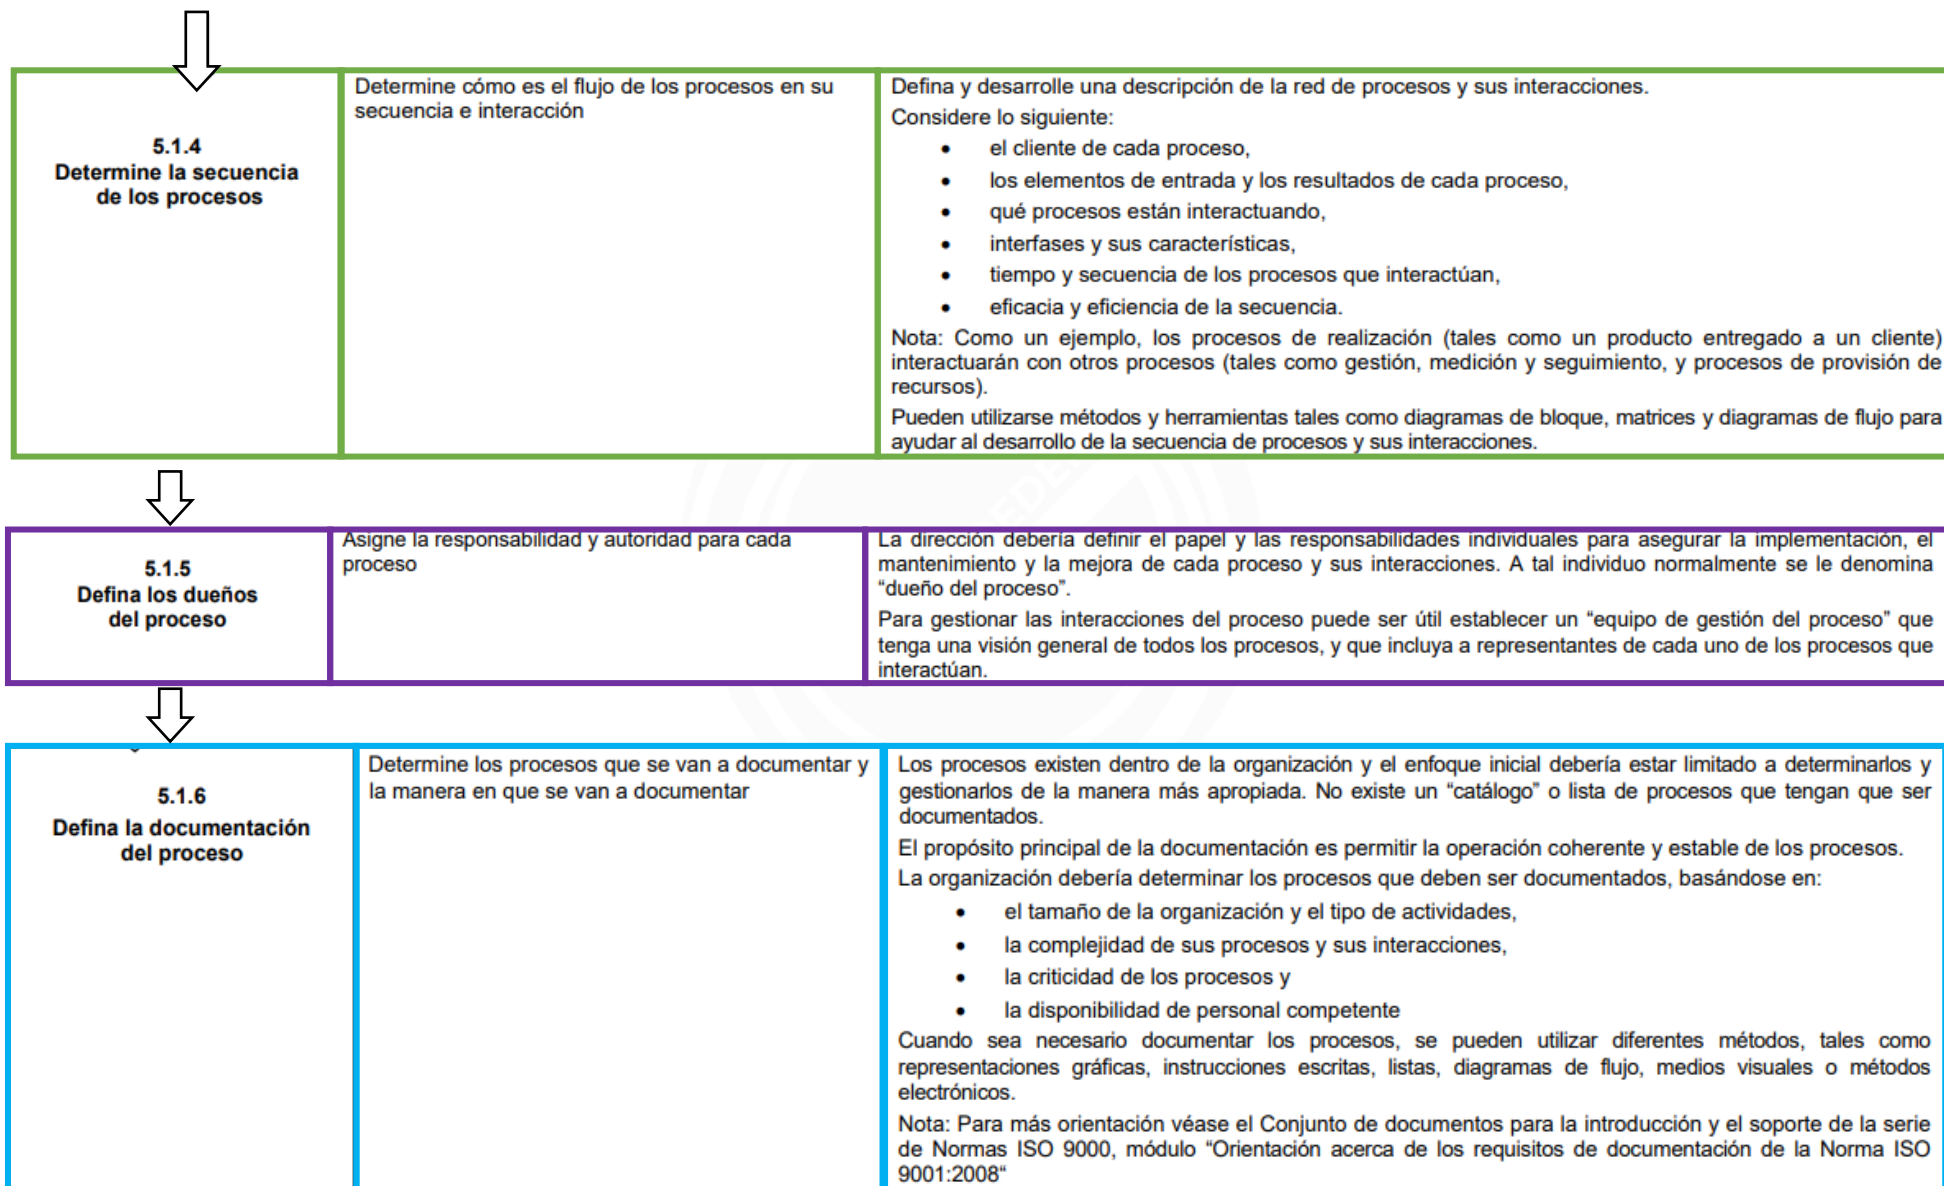 5.1.4
Determine la secuencia
de los procesos
Determine cómo es el flujo de los procesos en su
secuencia e interacción
Defina y desarrolle una descripción de la red de procesos y sus interacciones.
Considere lo siguiente:
• el cliente de cada proceso,
• los elementos de entrada y los resultados de cada proceso,
• qué procesos están interactuando,
• interfases y sus características,
• tiempo y secuencia de los procesos que interactúan,
• eficacia y eficiencia de la secuencia.
Nota: Como un ejemplo, los procesos de realización (tales como un producto entregado a un cliente)
interactuarán con otros procesos (tales como gestión, medición y seguimiento, y procesos de provisión de
recursos).
Pueden utilizarse métodos y herramientas tales como diagramas de bloque, matrices y diagramas de flujo para
ayudar al desarrollo de la secuencia de procesos y sus interacciones.
5.1.5
Defina los dueños
del proceso
Asigne la responsabilidad y autoridad para cada
proceso
La dirección debería definir el papel y las responsabilidades individuales para asegurar la implementación, el
mantenimiento y la mejora de cada proceso y sus interacciones. A tal individuo normalmente se le denomina
“dueño del proceso”.
Para gestionar las interacciones del proceso puede ser útil establecer un “equipo de gestión del proceso” que
tenga una visión general de todos los procesos, y que incluya a representantes de cada uno de los procesos que
interactúan.
5.1.6
Defina la documentación
del proceso
Determine los procesos que se van a documentar y
la manera en que se van a documentar
Los procesos existen dentro de la organización y el enfoque inicial debería estar limitado a determinarlos y
gestionarlos de la manera más apropiada. No existe un “catálogo” o lista de procesos que tengan que ser
documentados.
El propósito principal de la documentación es permitir la operación coherente y estable de los procesos.
La organización debería determinar los procesos que deben ser documentados, basándose en:
• el tamaño de la organización y el tipo de actividades,
• la complejidad de sus procesos y sus interacciones,
• la criticidad de los procesos y
• la disponibilidad de personal competente
Cuando sea necesario documentar los procesos, se pueden utilizar diferentes métodos, tales como
representaciones gráficas, instrucciones escritas, listas, diagramas de flujo, medios visuales o métodos
electrónicos.
Nota: Para más orientación véase el Conjunto de documentos para la introducción y el soporte de la serie
de Normas ISO 9000, módulo “Orientación acerca de los requisitos de documentación de la Norma ISO
9001:2008“